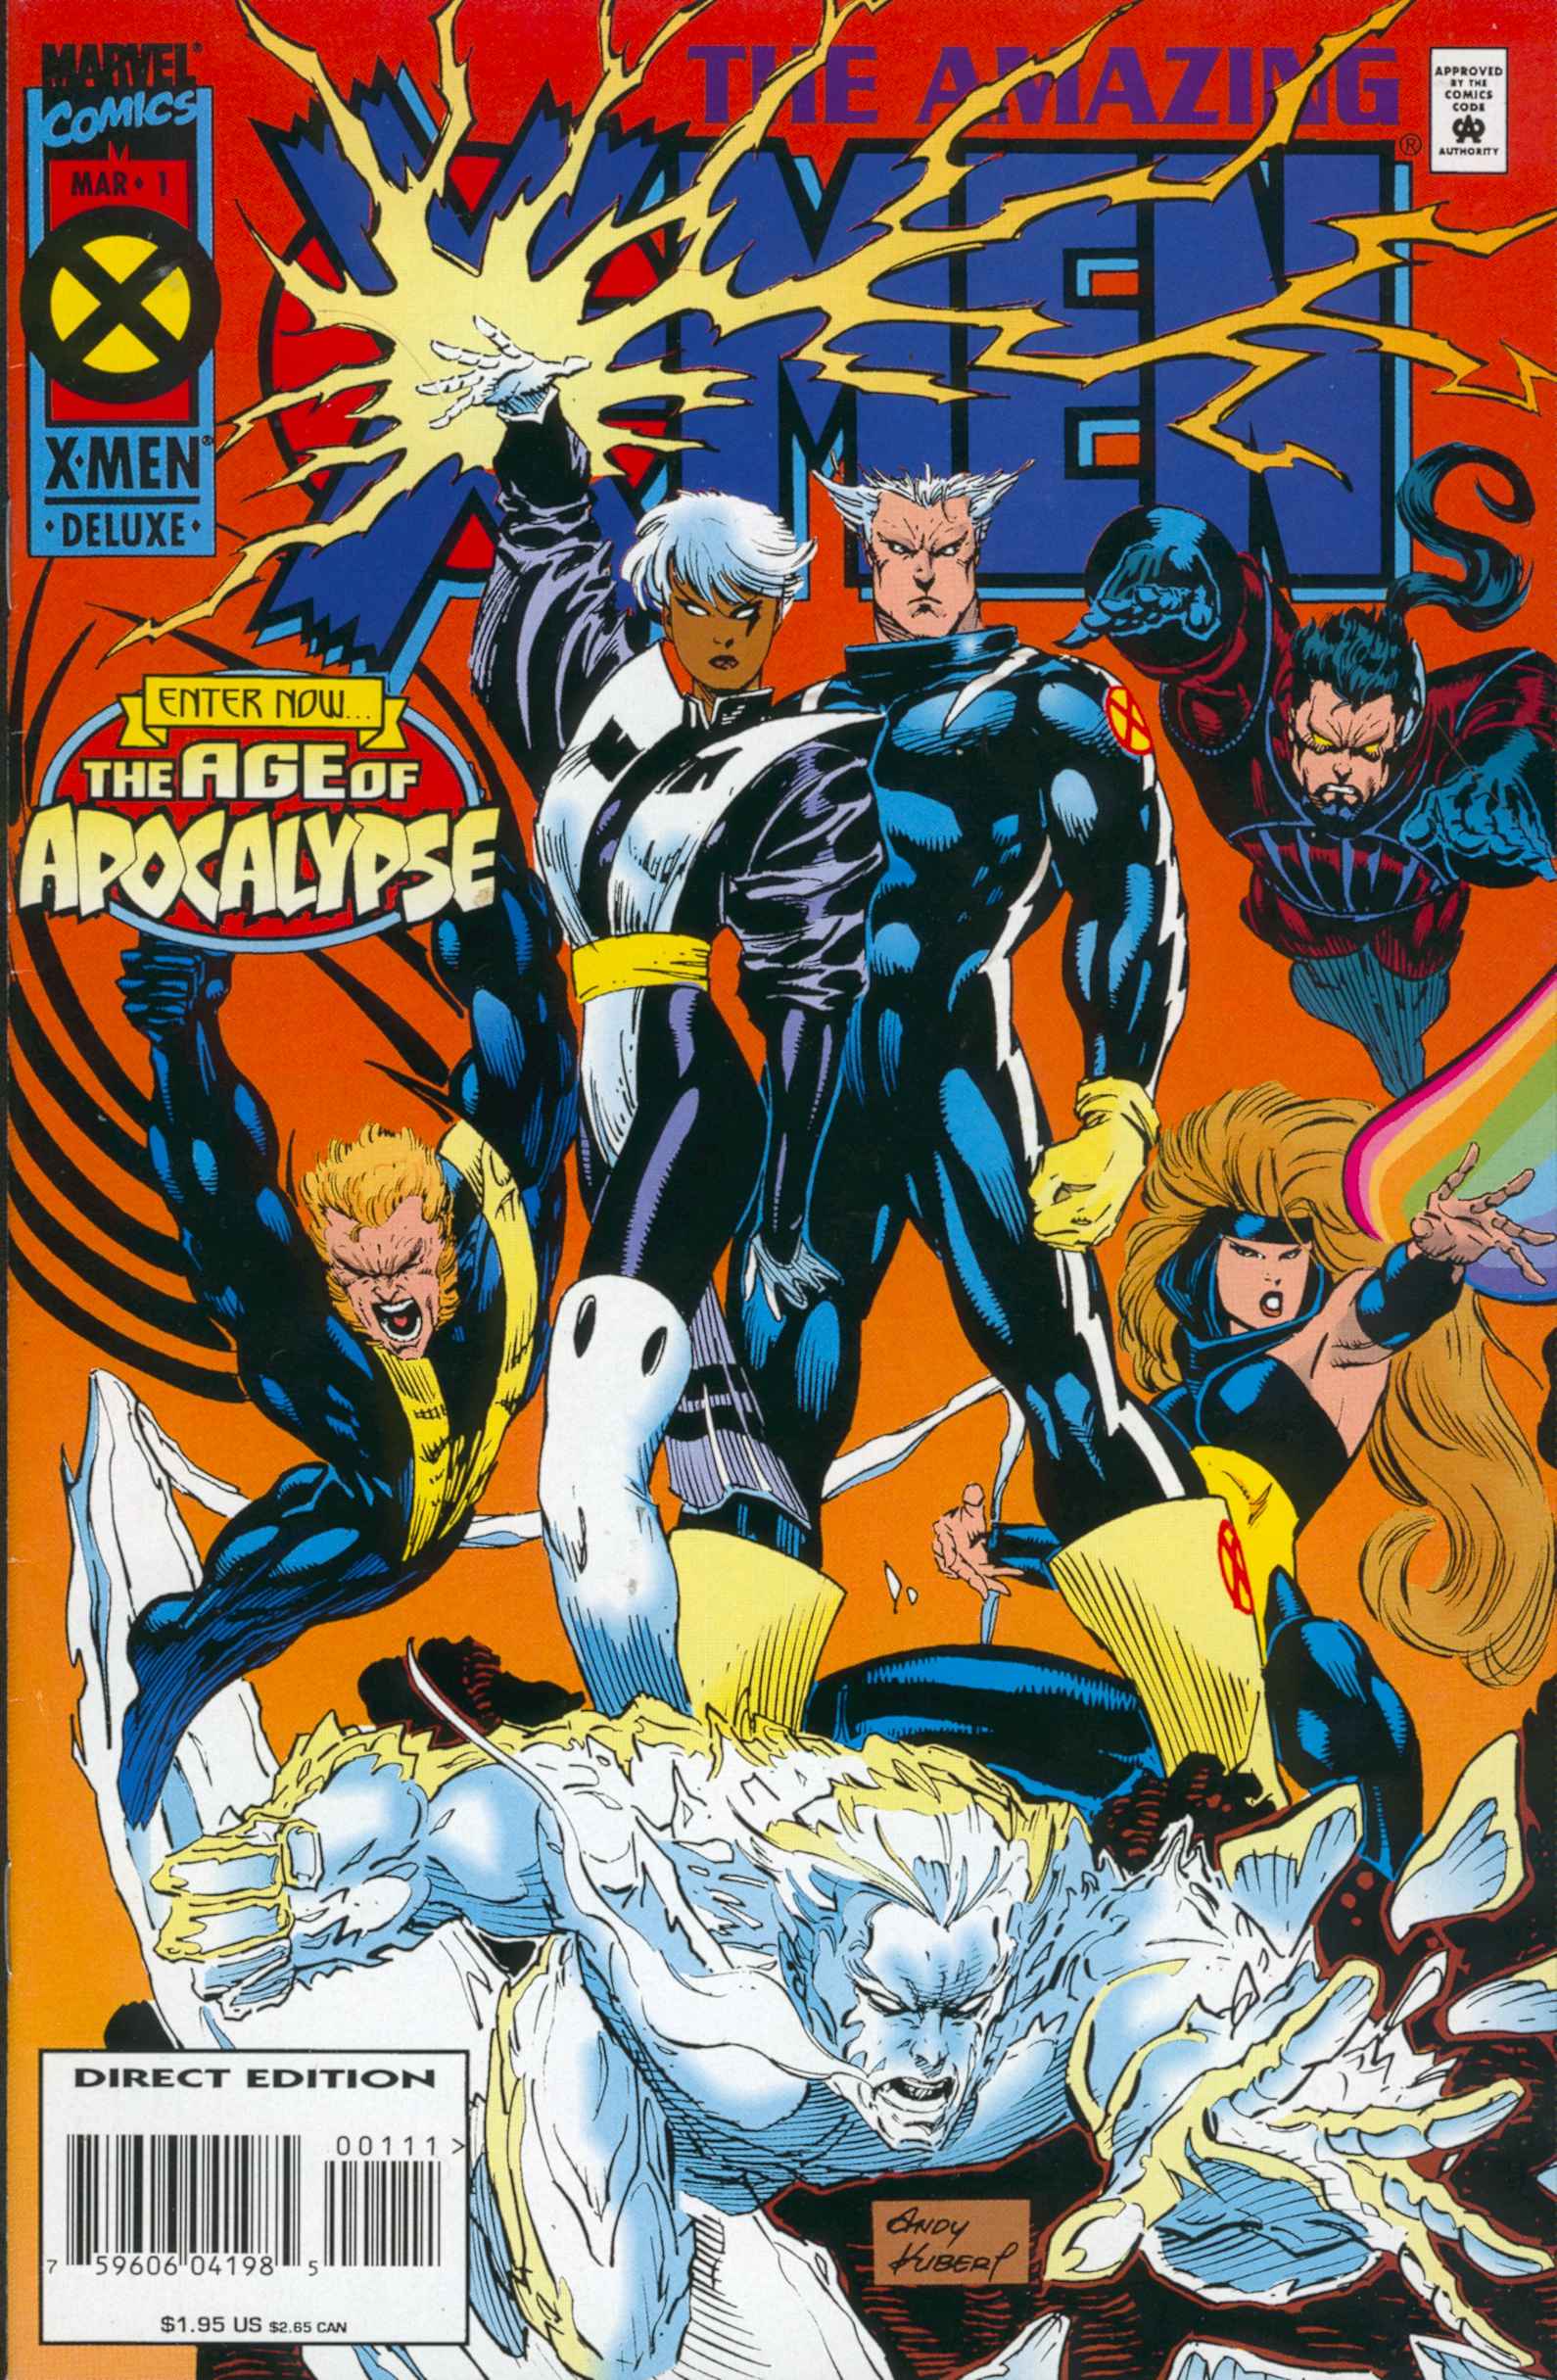 MARVEL®
COMICS
MAR • 1
X•MEN®
• DELUXE •
THE AMAZING
X-MEN®
APPROVED
BY THE
COMICS
CODE
CA
AUTHORITY
ENTER NOW...
THE AGE OF
APOCALYPSE
DIRECT EDITION
00111 >
7 59606 04198 5
$1.95 US $2.65 CAN
ANDY
KUBERT